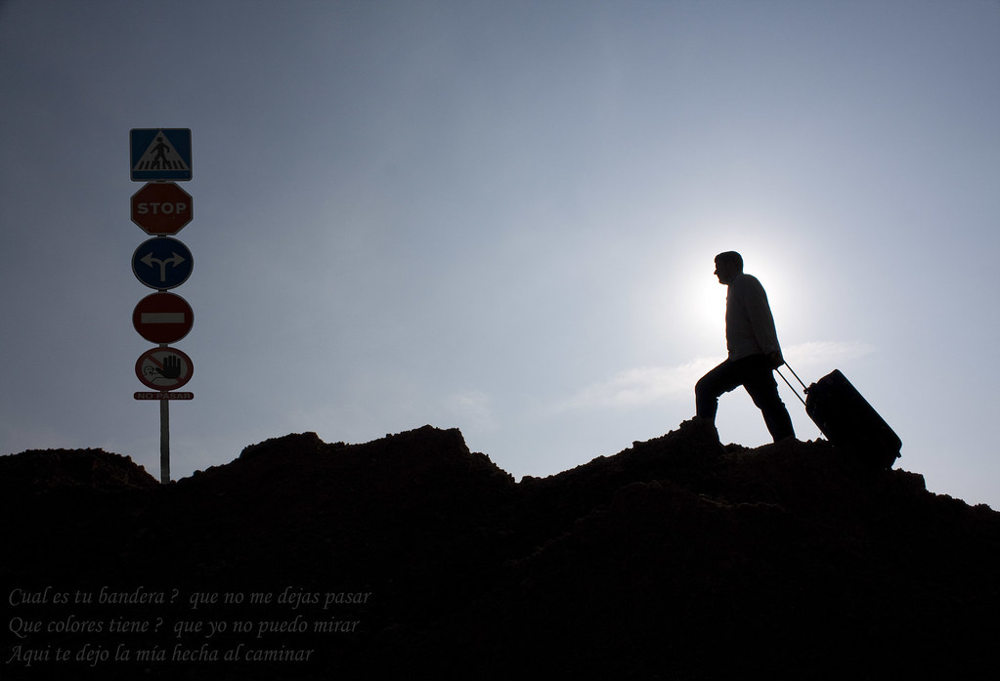 STOP
NO PASAR
Cual es tu bandera ? que no me dejas pasar
Que colores tiene ? que yo no puedo mirar
Aqui te dejo la mía hecha al caminar